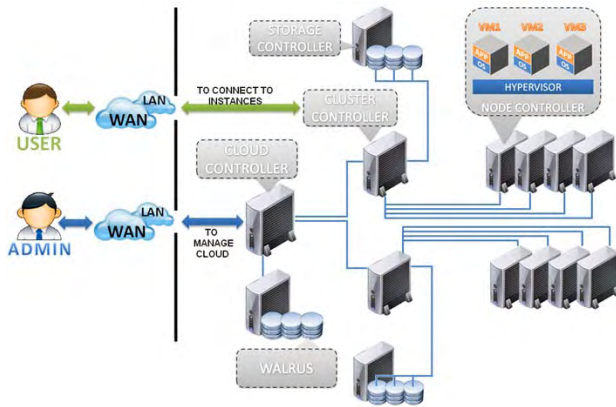 STORAGE
CONTROLLER
VM1 VM2 VM3
APP APP APP
OS OS OS
HYPERVISOR
NODE CONTROLLER
LAN
WAN
USER
TO CONNECT TO
INSTANCES
CLUSTER
CONTROLLER
CLOUD
CONTROLLER
LAN
WAN
ADMIN
TO
MANAGE
CLOUD
WALRUS